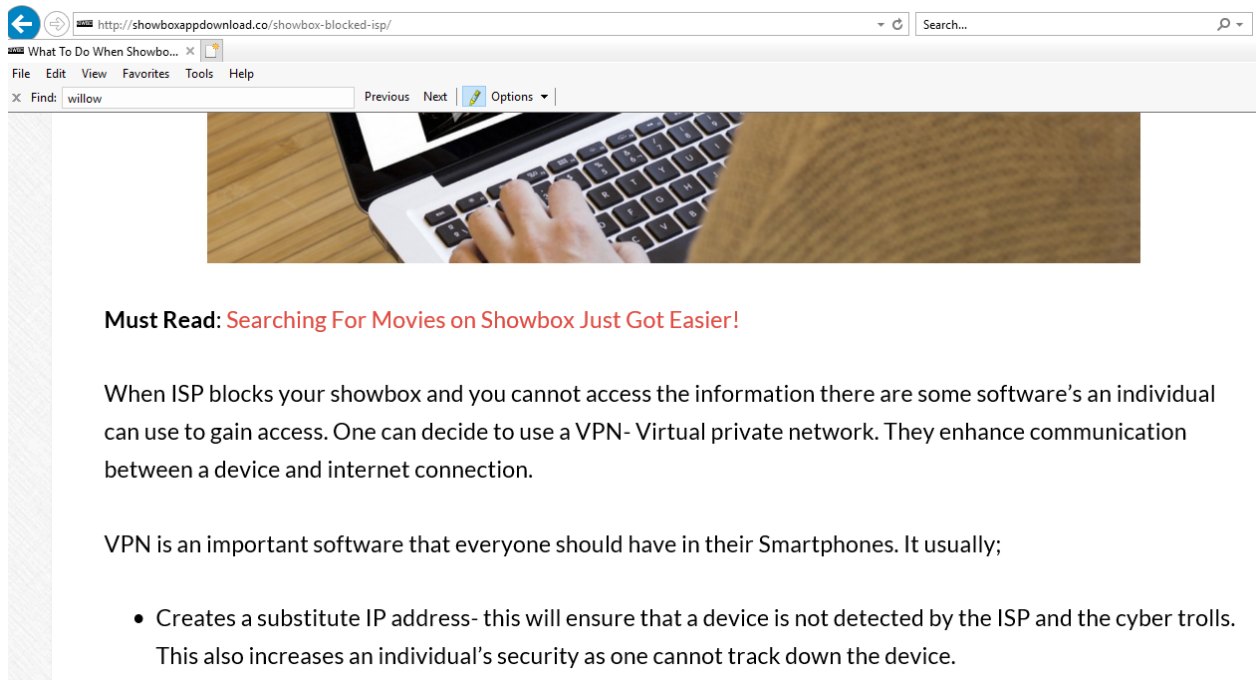 http://showboxappdownload.co/showbox-blocked-isp/
Search...
What To Do When Showbo...
File Edit View Favorites Tools Help
Find: willow Previous Next Options
Must Read: Searching For Movies on Showbox Just Got Easier!
When ISP blocks your showbox and you cannot access the information there are some software’s an individual
can use to gain access. One can decide to use a VPN- Virtual private network. They enhance communication
between a device and internet connection.
VPN is an important software that everyone should have in their Smartphones. It usually;
• Creates a substitute IP address- this will ensure that a device is not detected by the ISP and the cyber trolls.
This also increases an individual’s security as one cannot track down the device.